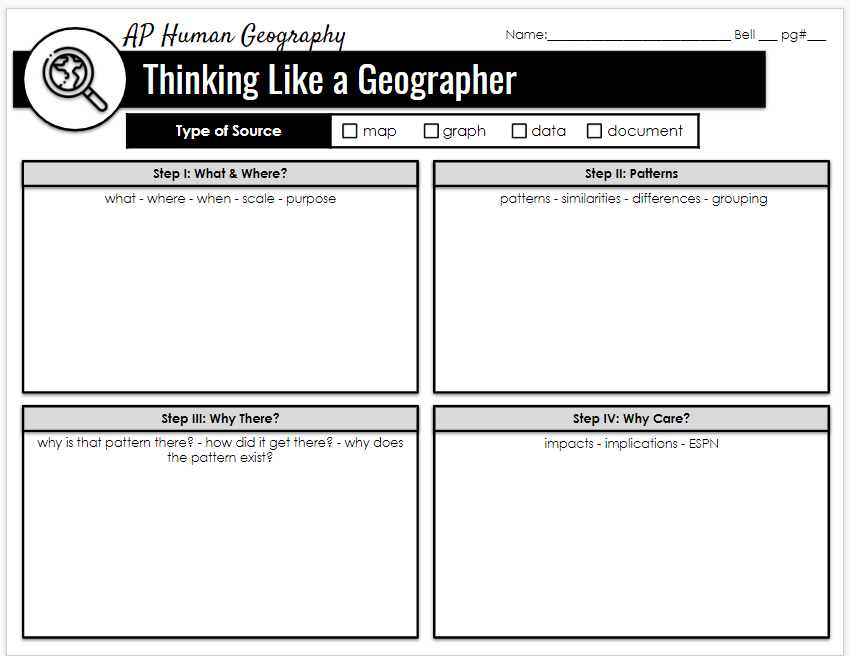 AP Human Geography
Name:___________________________ Bell ___ pg#___
Thinking Like a Geographer
Type of Source
map graph data document
Step I: What & Where?
what - where - when - scale - purpose
Step II: Patterns
patterns - similarities - differences - grouping
Step III: Why There?
why is that pattern there? - how did it get there? - why does
the pattern exist?
Step IV: Why Care?
impacts - implications - ESPN